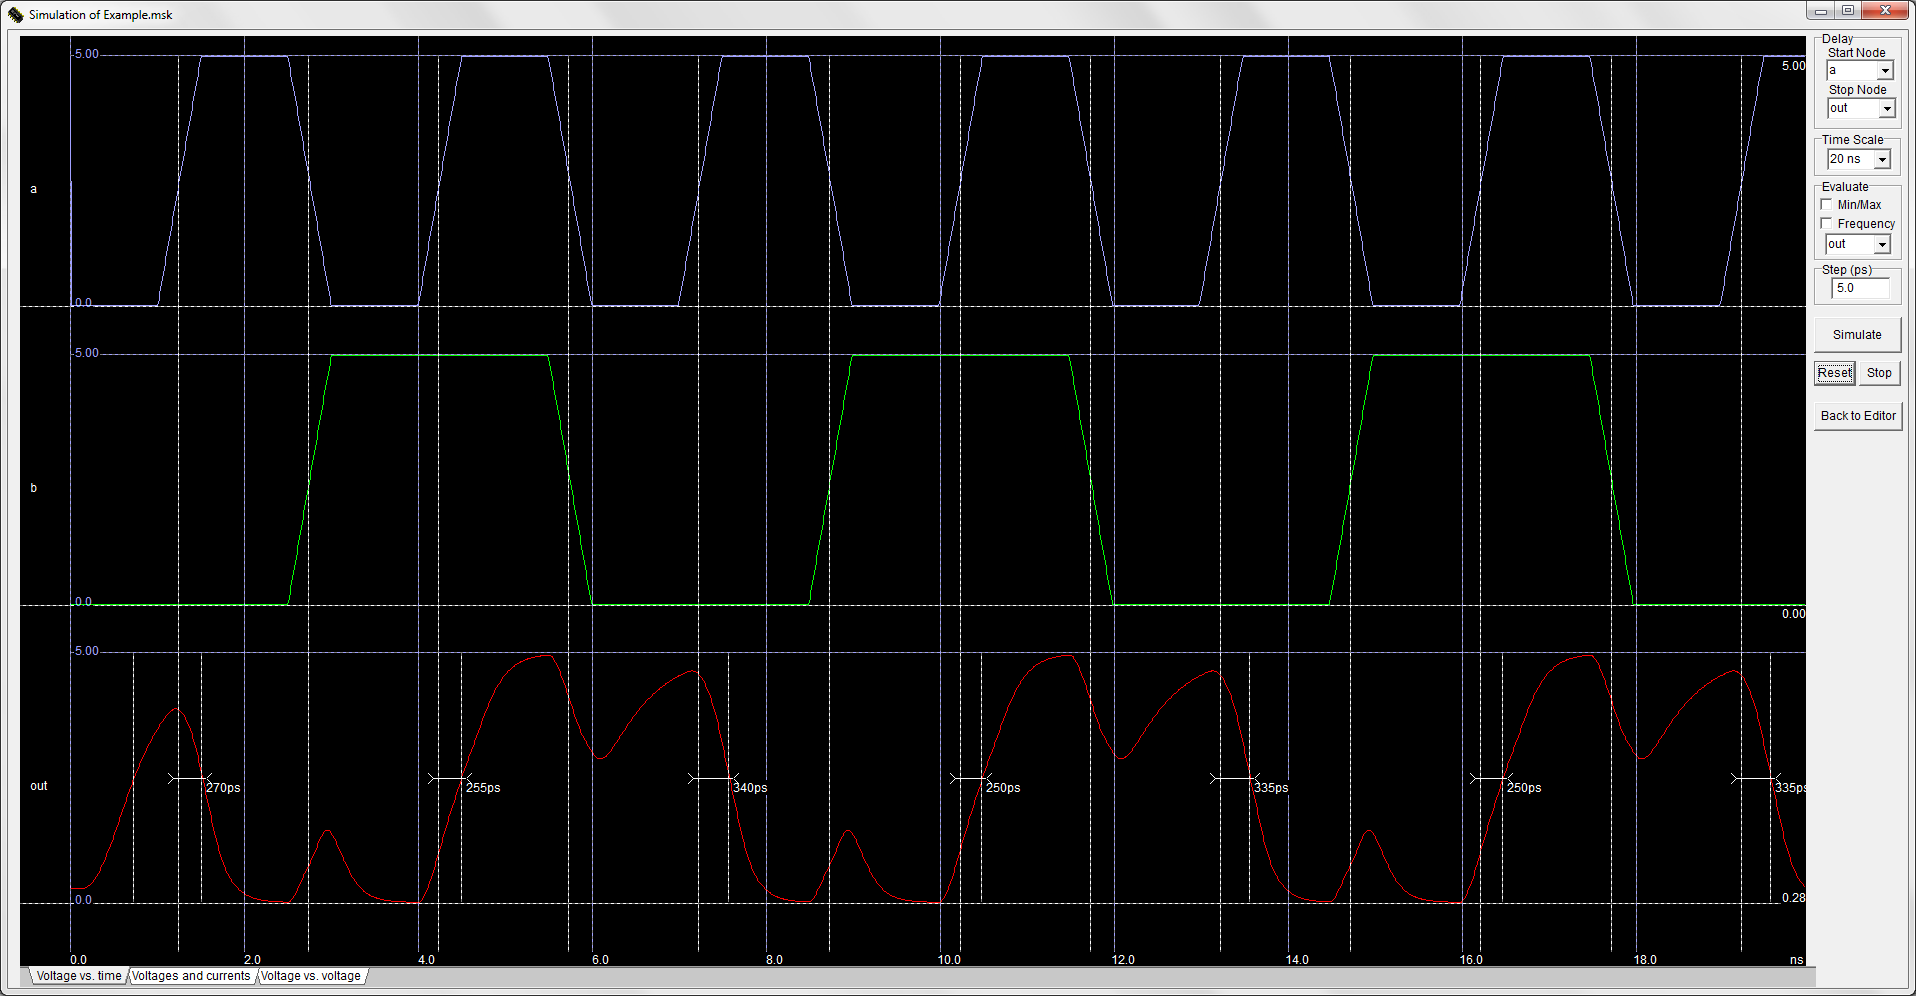 Simulation of Example.msk
5.00
5.00
a
0.0
5.00
b
0.0
0.00
5.00
out
270ps
255ps
340ps
250ps
335ps
250ps
335ps
0.0
0.28
0.0 2.0 4.0 6.0 8.0 10.0 12.0 14.0 16.0 18.0 ns
Voltage vs. time Voltages and currents Voltage vs. voltage
Delay
Start Node
a
Stop Node
out
Time Scale
20 ns
Evaluate
Min/Max
Frequency
out
Step (ps)
5.0
Simulate
Reset Stop
Back to Editor